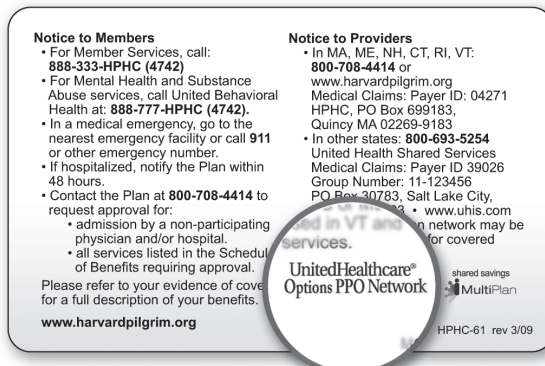 Notice to Members
• For Member Services, call:
888-333-HPHC (4742)
• For Mental Health and Substance
Abuse services, call United Behavioral
Health at: 888-777-HPHC (4742).
• In a medical emergency, go to the
nearest emergency facility or call 911
or other emergency number.
• If hospitalized, notify the Plan within
48 hours.
• Contact the Plan at 800-708-4414 to
request approval for:
• admission by a non-participating
physician and/or hospital.
• all services listed in the Schedul
of Benefits requiring approval.
Please refer to your evidence of cove
for a full description of your benefits.
www.harvardpilgrim.org
Notice to Providers
• In MA, ME, NH, CT, RI, VT:
800-708-4414 or
www.harvardpilgrim.org
Medical Claims: Payer ID: 04271
HPHC, PO Box 699183,
Quincy MA 02269-9183
• In other states: 800-693-5254
United Health Shared Services
Medical Claims: Payer ID 39026
Group Number: 11-123456
PO Box 30783, Salt Lake City,
3 • www.uhis.com
in VT and n network may be
services. for covered
UnitedHealthcare®
Options PPO Network
shared savings
MultiPlan
HPHC-61 rev 3/09